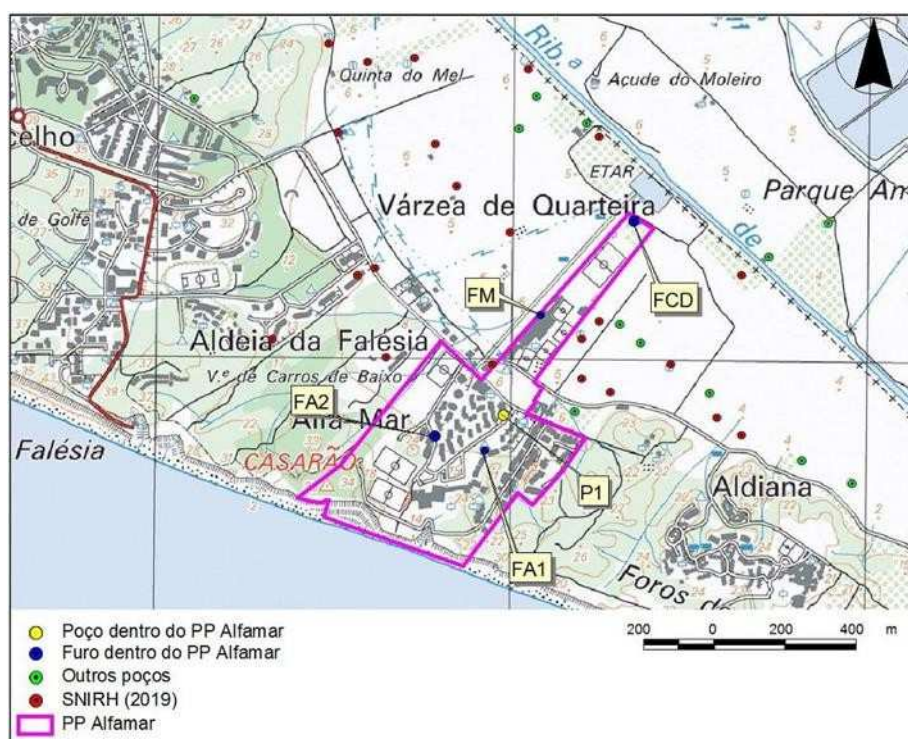 Quinta do Mel
Rib.a
Açude do Moleiro
celho
ETAR
Parque Am
de Golfe
Várzea de Quarteira
de
FM
FCD
Aldeia da Falésia
V.e de Carros de Baixo
FA2
Alfa-Mar
Falésia
CASARÃO
P1
Aldiana
FA1
Foros d
Poço dentro do PP Alfamar
Furo dentro do PP Alfamar
Outros poços
SNIRH (2019)
PP Alfamar
200 0 200 400 m